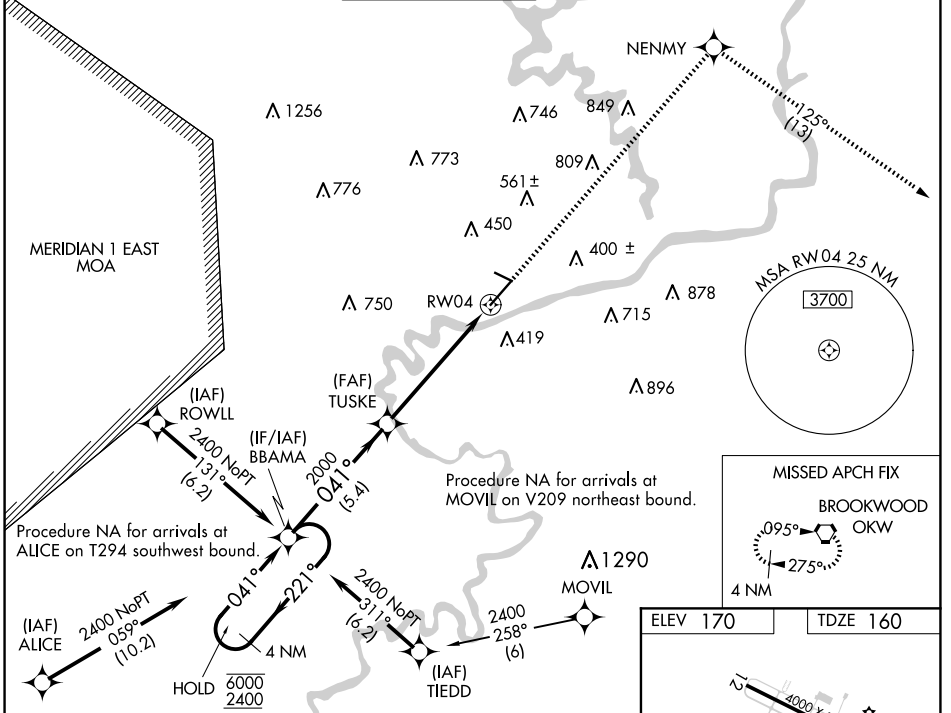 NENMY
125°
(13)
1256
746
849
773
809
776
561±
450
MERIDIAN 1 EAST
MOA
400 ±
MSA RW04 25 NM
3700
750
RW04
878
715
419
(FAF)
TUSKE
896
(IAF)
ROWLL
(IF/IAF)
BBAMA
2400 NoPT
131°
(6.2)
2000
041°
(5.4)
Procedure NA for arrivals at
MOVIL on V209 northeast bound.
MISSED APCH FIX
BROOKWOOD
OKW
095°
275°
4 NM
Procedure NA for arrivals at
ALICE on T294 southwest bound.
1290
MOVIL
041°
221°
2400 NoPT
311°
(6.2)
2400
258°
(6)
2400 NoPT
059°
(10.2)
(IAF)
ALICE
4 NM
(IAF)
TIEDD
HOLD
6000
2400
ELEV 170
TDZE 160
12
4000 X